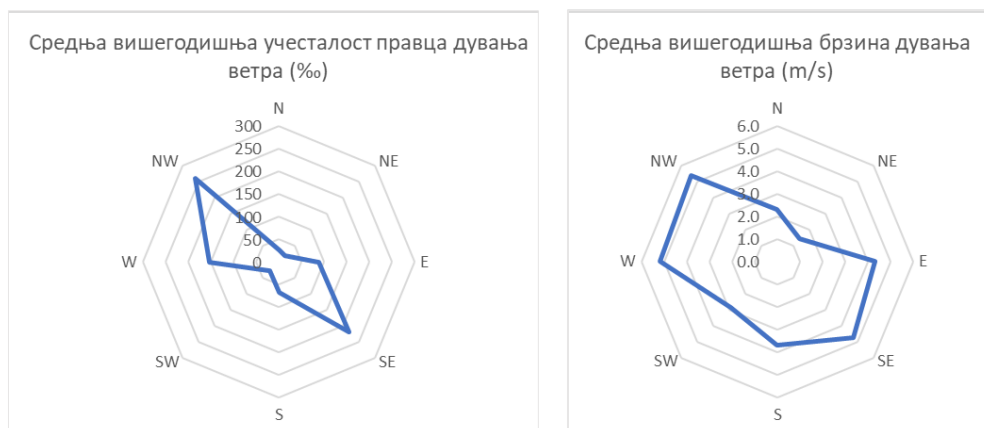 Средња вишегодишња учесталост правца дувања
ветра (‰)
N
300
NW
250
NE
200
150
100
50
W
0
E
SW
SE
S
Средња вишегодишња брзина дувања
ветра (m/s)
N
6.0
NW
5.0
NE
4.0
3.0
2.0
1.0
W
0.0
E
SW
SE
S